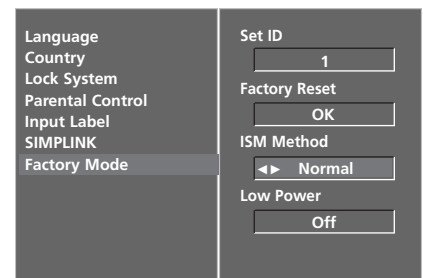 Language
Country
Lock System
Parental Control
Input Label
SIMPLINK
Factory Mode
Set ID
1
Factory Reset
OK
ISM Method
◄► Normal
Low Power
Off